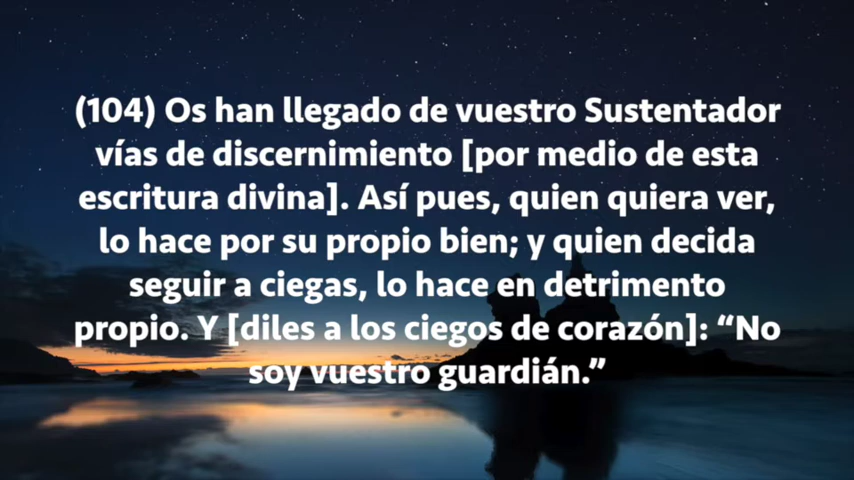 (104) Os han llegado de vuestro Sustentador
vías de discernimiento [por medio de esta
escritura divina]. Así pues, quien quiera ver,
lo hace por su propio bien; y quien decida
seguir a ciegas, lo hace en detrimento
propio. Y [diles a los ciegos de corazón]: “No
soy vuestro guardián.”